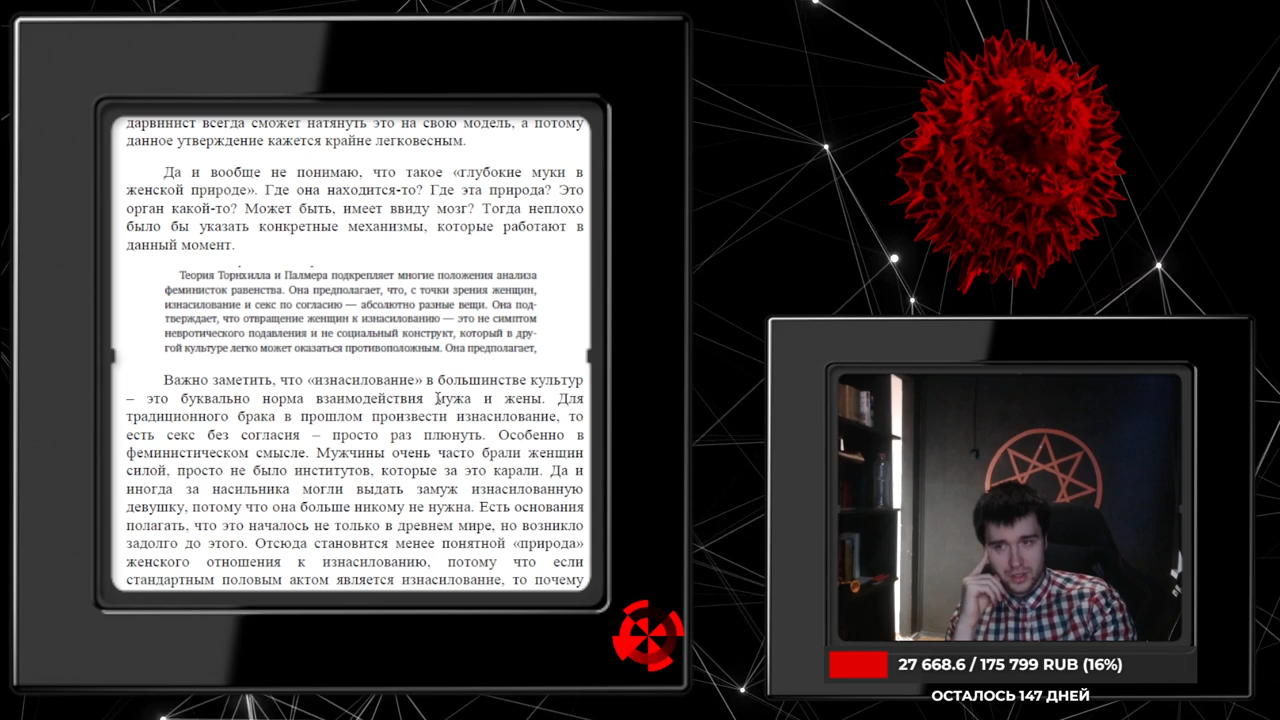 дарвинист всегда сможет натянуть это на свою модель, а потому
данное утверждение кажется крайне легковесным.
Да и вообще не понимаю, что такое «глубокие муки в
женской природе». Где она находится-то? Где эта природа? Это
орган какой-то? Может быть, имеет ввиду мозг? Тогда неплохо
было бы указать конкретные механизмы, которые работают в
данный момент.
Теория Торнхилла и Палмера подкрепляет многие положения анализа
феминисток равенства. Она предполагает, что, с точки зрения женщин,
изнасилование и секс по согласию — абсолютно разные вещи. Она под-
тверждает, что отвращение женщин к изнасилованию — это не симптом
невротического подавления и не социальный конструкт, который в дру-
гой культуре легко может оказаться противоположным. Она предполагает,
Важно заметить, что «изнасилование» в большинстве культур
– это буквально норма взаимодействия мужа и жены. Для
традиционного брака в прошлом произвести изнасилование, то
есть секс без согласия – просто раз плюнуть. Особенно в
феминистическом смысле. Мужчины очень часто брали женщин
силой, просто не было институтов, которые за это карали. Да и
иногда за насильника могли выдать замуж изнасилованную
девушку, потому что она больше никому не нужна. Есть основания
полагать, что это началось не только в древнем мире, но возникло
задолго до этого. Отсюда становится менее понятной «природа»
женского отношения к изнасилованию, потому что если
стандартным половым актом является изнасилование, то почему
27 668.6 / 175 799 RUB (16%)
ОСТАЛОСЬ 147 ДНЕЙ